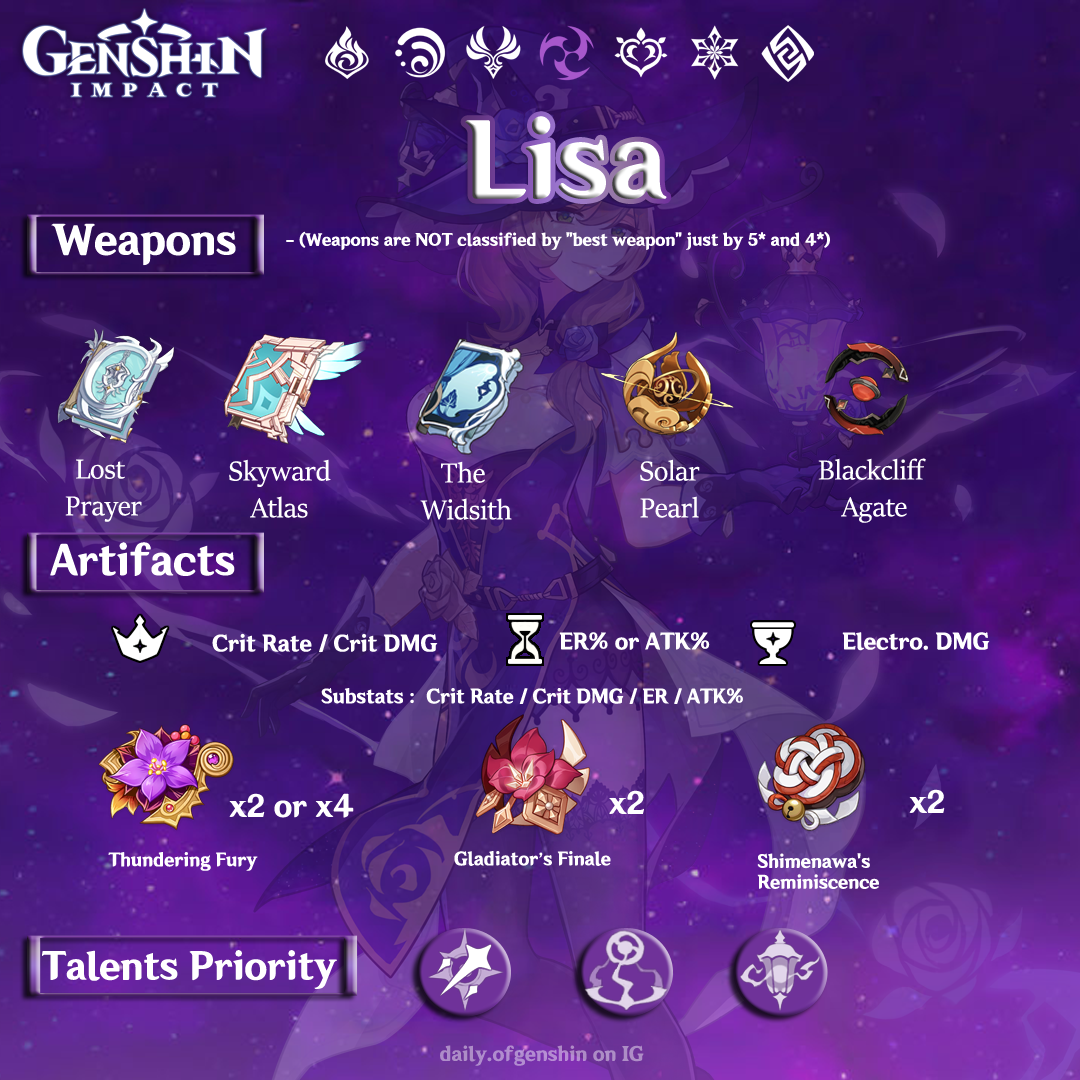 GENSHIN
IMPACT
Lisa
Weapons
- (Weapons are NOT classified by "best weapon" just by 5* and 4*)
Lost
Prayer
Skyward
Atlas
The
Widsith
Solar
Pearl
Blackcliff
Agate
Artifacts
Crit Rate / Crit DMG
ER% or ATK%
Electro. DMG
Substats : Crit Rate / Crit DMG / ER / ATK%
x2 or x4
x2
x2
Thundering Fury
Gladiator's Finale
Shimenawa's
Reminiscence
Talents Priority
daily.ofgenshin on IG